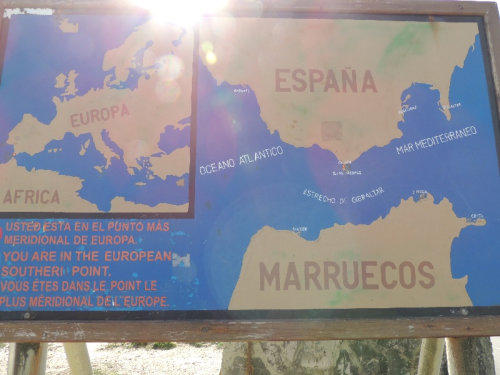 EUROPA
AFRICA
ESPAÑA
OCEANO ATLANTICO
MAR MEDITERRANEO
ESTRECHO DE GIBRALTAR
MARRUECOS
USTED ESTA EN EL PUNTO MAS
MERIDIONAL DE EUROPA.
YOU ARE IN THE EUROPEAN
SOUTHERN POINT.
VOUS ÊTES DANS LE POINT LE
PLUS MÉRIDIONAL DE L'EUROPE.